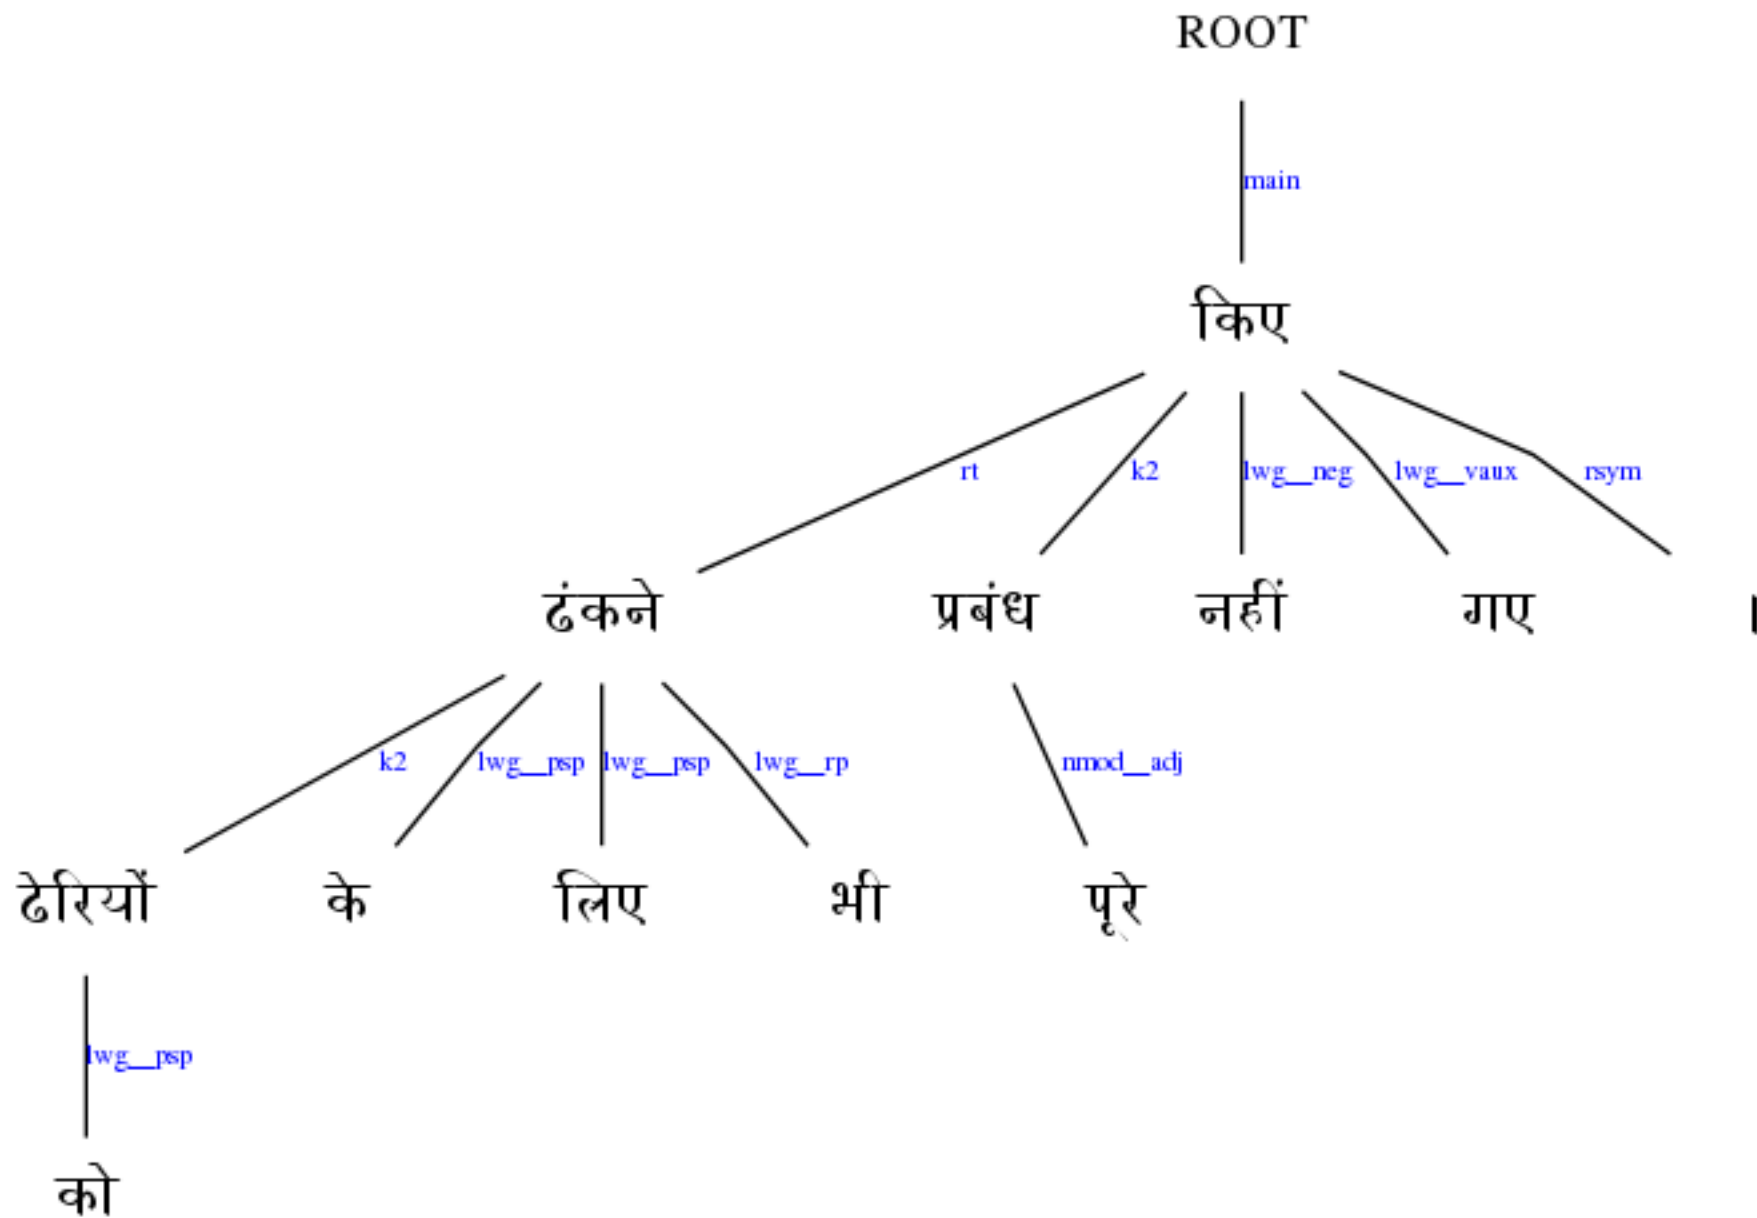 ROOT
main
किए
rt k2 lwg__neg lwg__vaux rsym
ढंकने प्रबंध नहीं गए ।
k2 lwg__psp lwg__psp lwg__rp nmod__adj
ढेरियों के लिए भी पूरे
lwg__psp
को